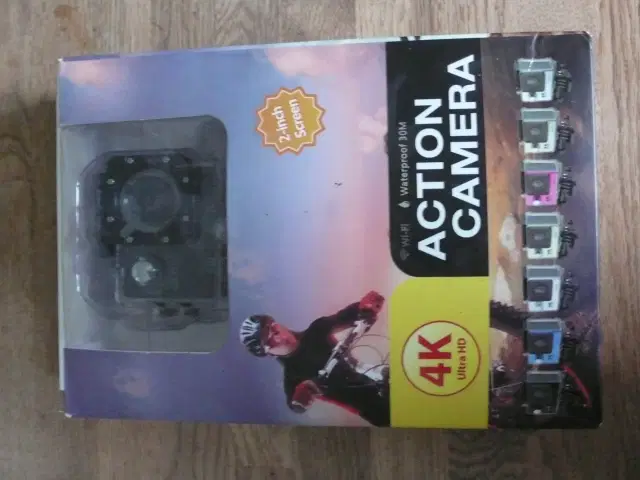 2-inch
Screen
Wi-Fi Waterproof 30M
ACTION
CAMERA
4K
Ultra HD